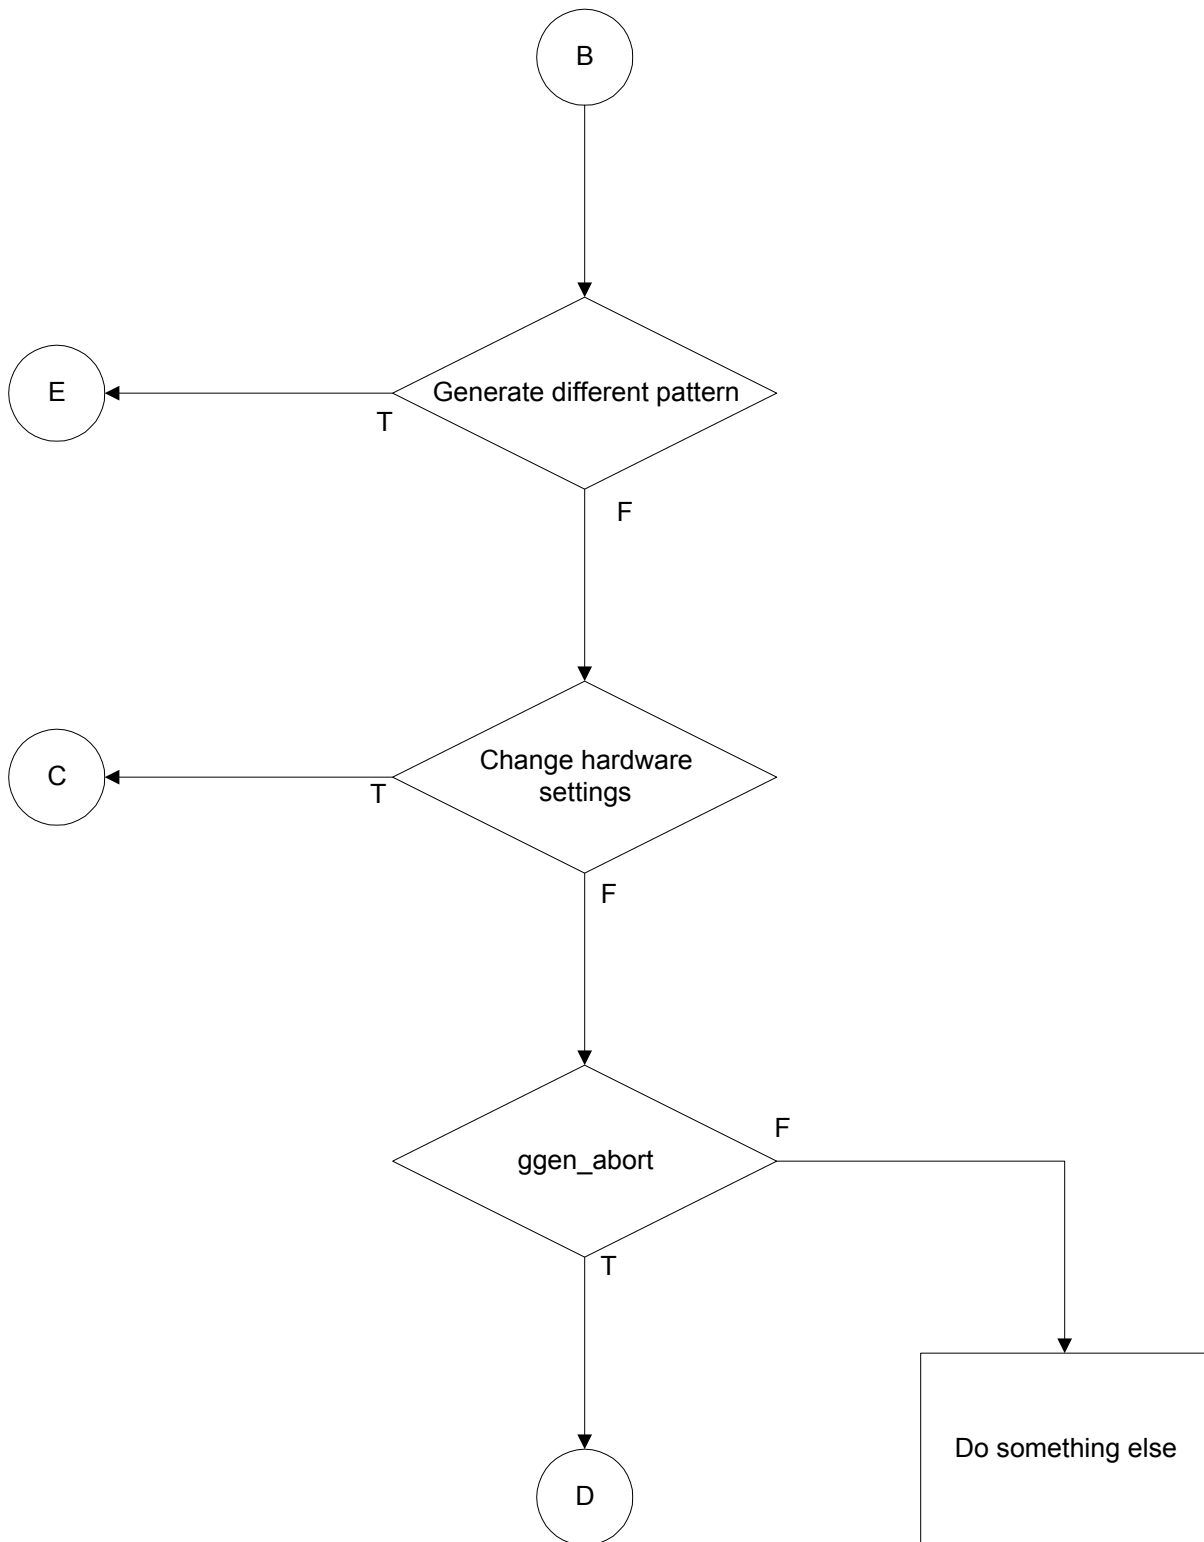 B
Generate different pattern
E
T
F
Change hardware
settings
C
T
F
F
ggen_abort
T
Do something else
D